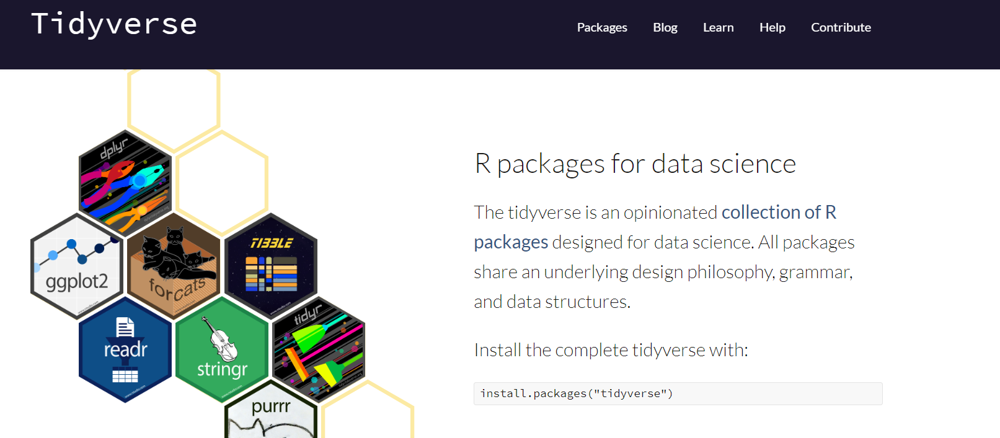 Tidyverse
Packages Blog Learn Help Contribute
dplyr
TIBBLE
ggplot2
forcats
tidyr
readr
stringr
purrr
R packages for data science
The tidyverse is an opinionated collection of R
packages designed for data science. All packages
share an underlying design philosophy, grammar,
and data structures.
Install the complete tidyverse with:
install.packages("tidyverse")